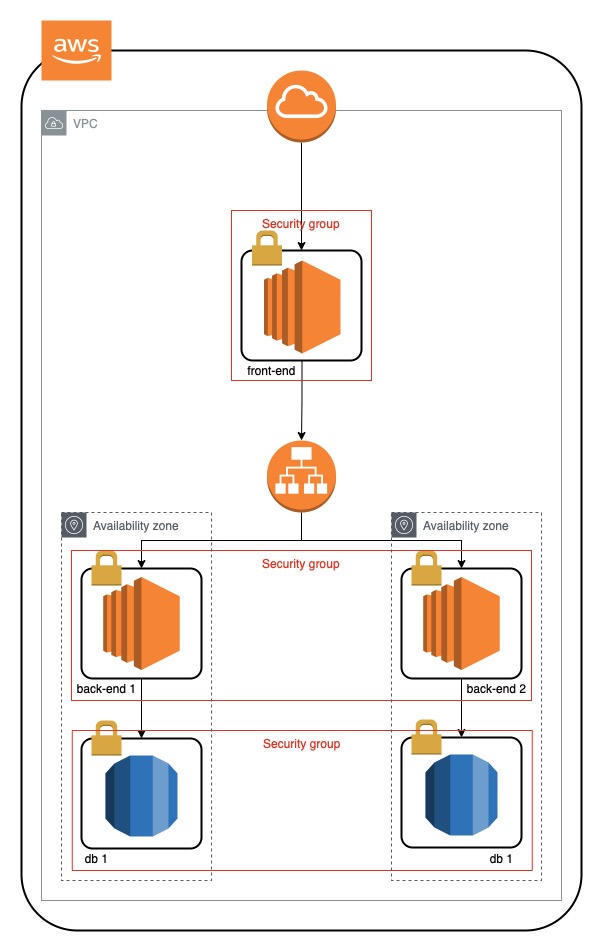 aws
VPC
Security group
front-end
Availability zone
Availability zone
Security group
back-end 1
back-end 2
Security group
db 1
db 1